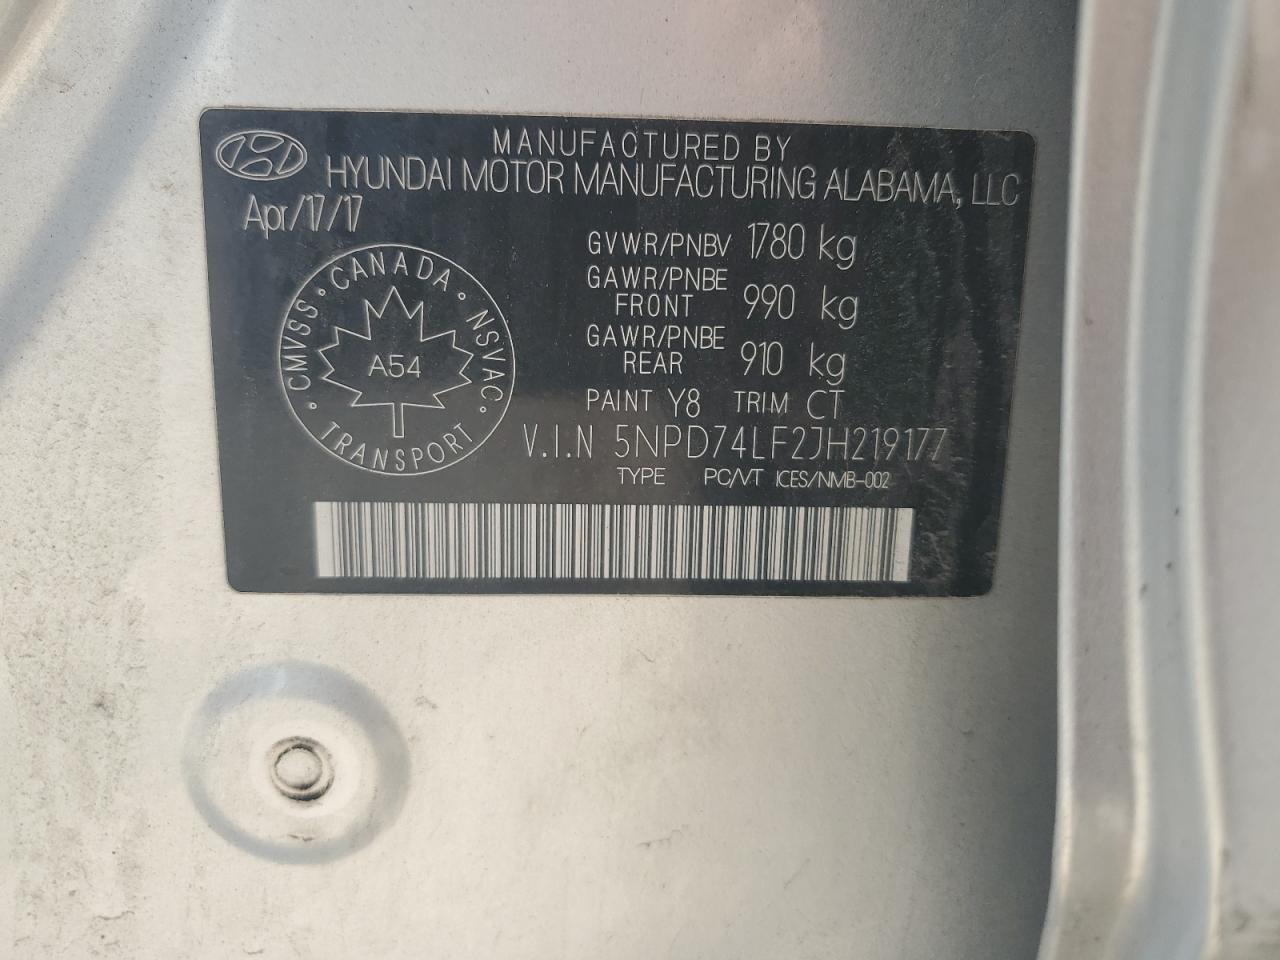 MANUFACTURED BY
HYUNDAI MOTOR MANUFACTURING ALABAMA, LLC
Apr/17/17
GVWR/PNBV 1780 kg
GAWR/PNBE
FRONT 990 kg
GAWR/PNBE
REAR 910 kg
PAINT Y8 TRIM CT
V.I.N 5NPD74LF2JH219177
TYPE PC/VT ICES/NMB-002
CANADA · NSVAC · TRANSPORT · CMVSS ·
A54